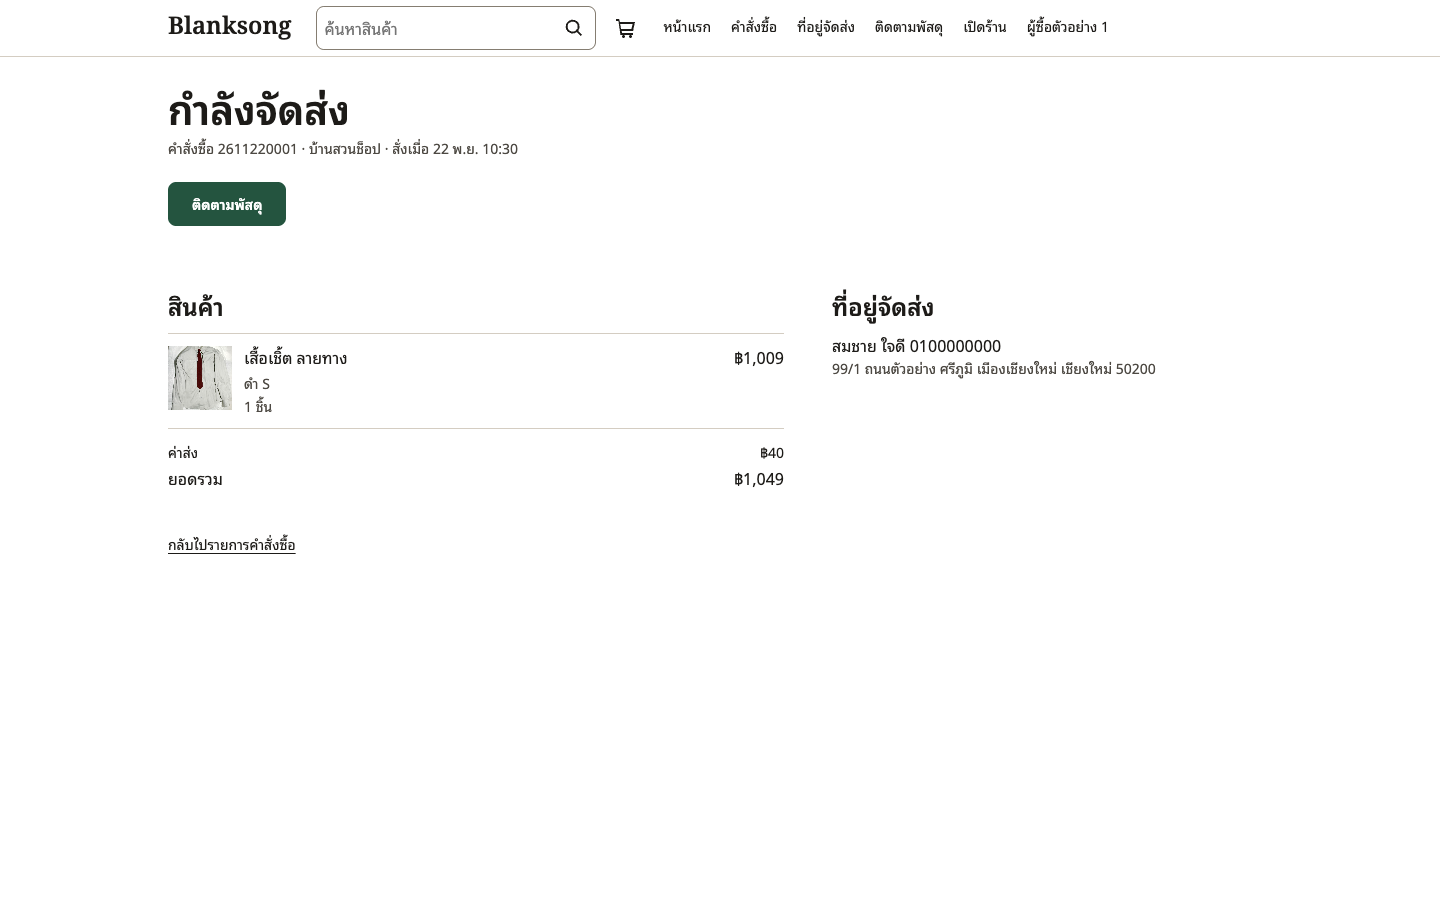 Blanksong
ค้นหาสินค้า
หน้าแรก
คำสั่งซื้อ
ที่อยู่จัดส่ง
ติดตามพัสดุ
เปิดร้าน
ผู้ซื้อตัวอย่าง 1
กำลังจัดส่ง
คำสั่งซื้อ 2611220001 · บ้านสวนช็อป · สั่งเมื่อ 22 พ.ย. 10:30
ติดตามพัสดุ
สินค้า
เสื้อเชิ้ต ลายทาง ฿1,009
ดำ S
1 ชิ้น
ค่าส่ง ฿40
ยอดรวม ฿1,049
กลับไปรายการคำสั่งซื้อ
ที่อยู่จัดส่ง
สมชาย ใจดี 0100000000
99/1 ถนนตัวอย่าง ศรีภูมิ เมืองเชียงใหม่ เชียงใหม่ 50200